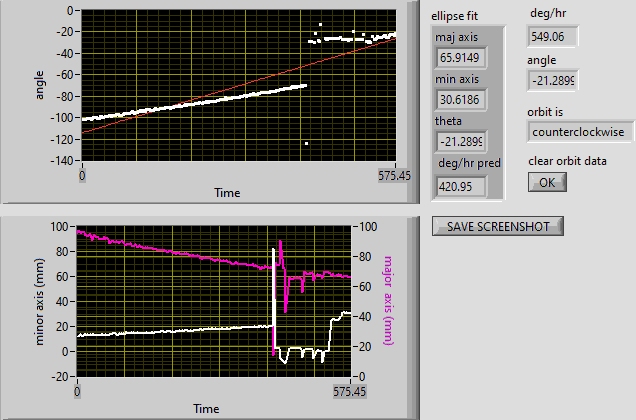 0
-20
-40
-60
-80
-100
-120
-140
angle
0
575.45
Time
ellipse fit
maj axis
65.9149
min axis
30.6186
theta
-21.2899
deg/hr pred
420.95
deg/hr
549.06
angle
-21.2899
orbit is
counterclockwise
clear orbit data
OK
SAVE SCREENSHOT
100
80
60
40
20
0
-20
minor axis (mm)
100
80
60
40
20
0
major axis (mm)
0
575.45
Time